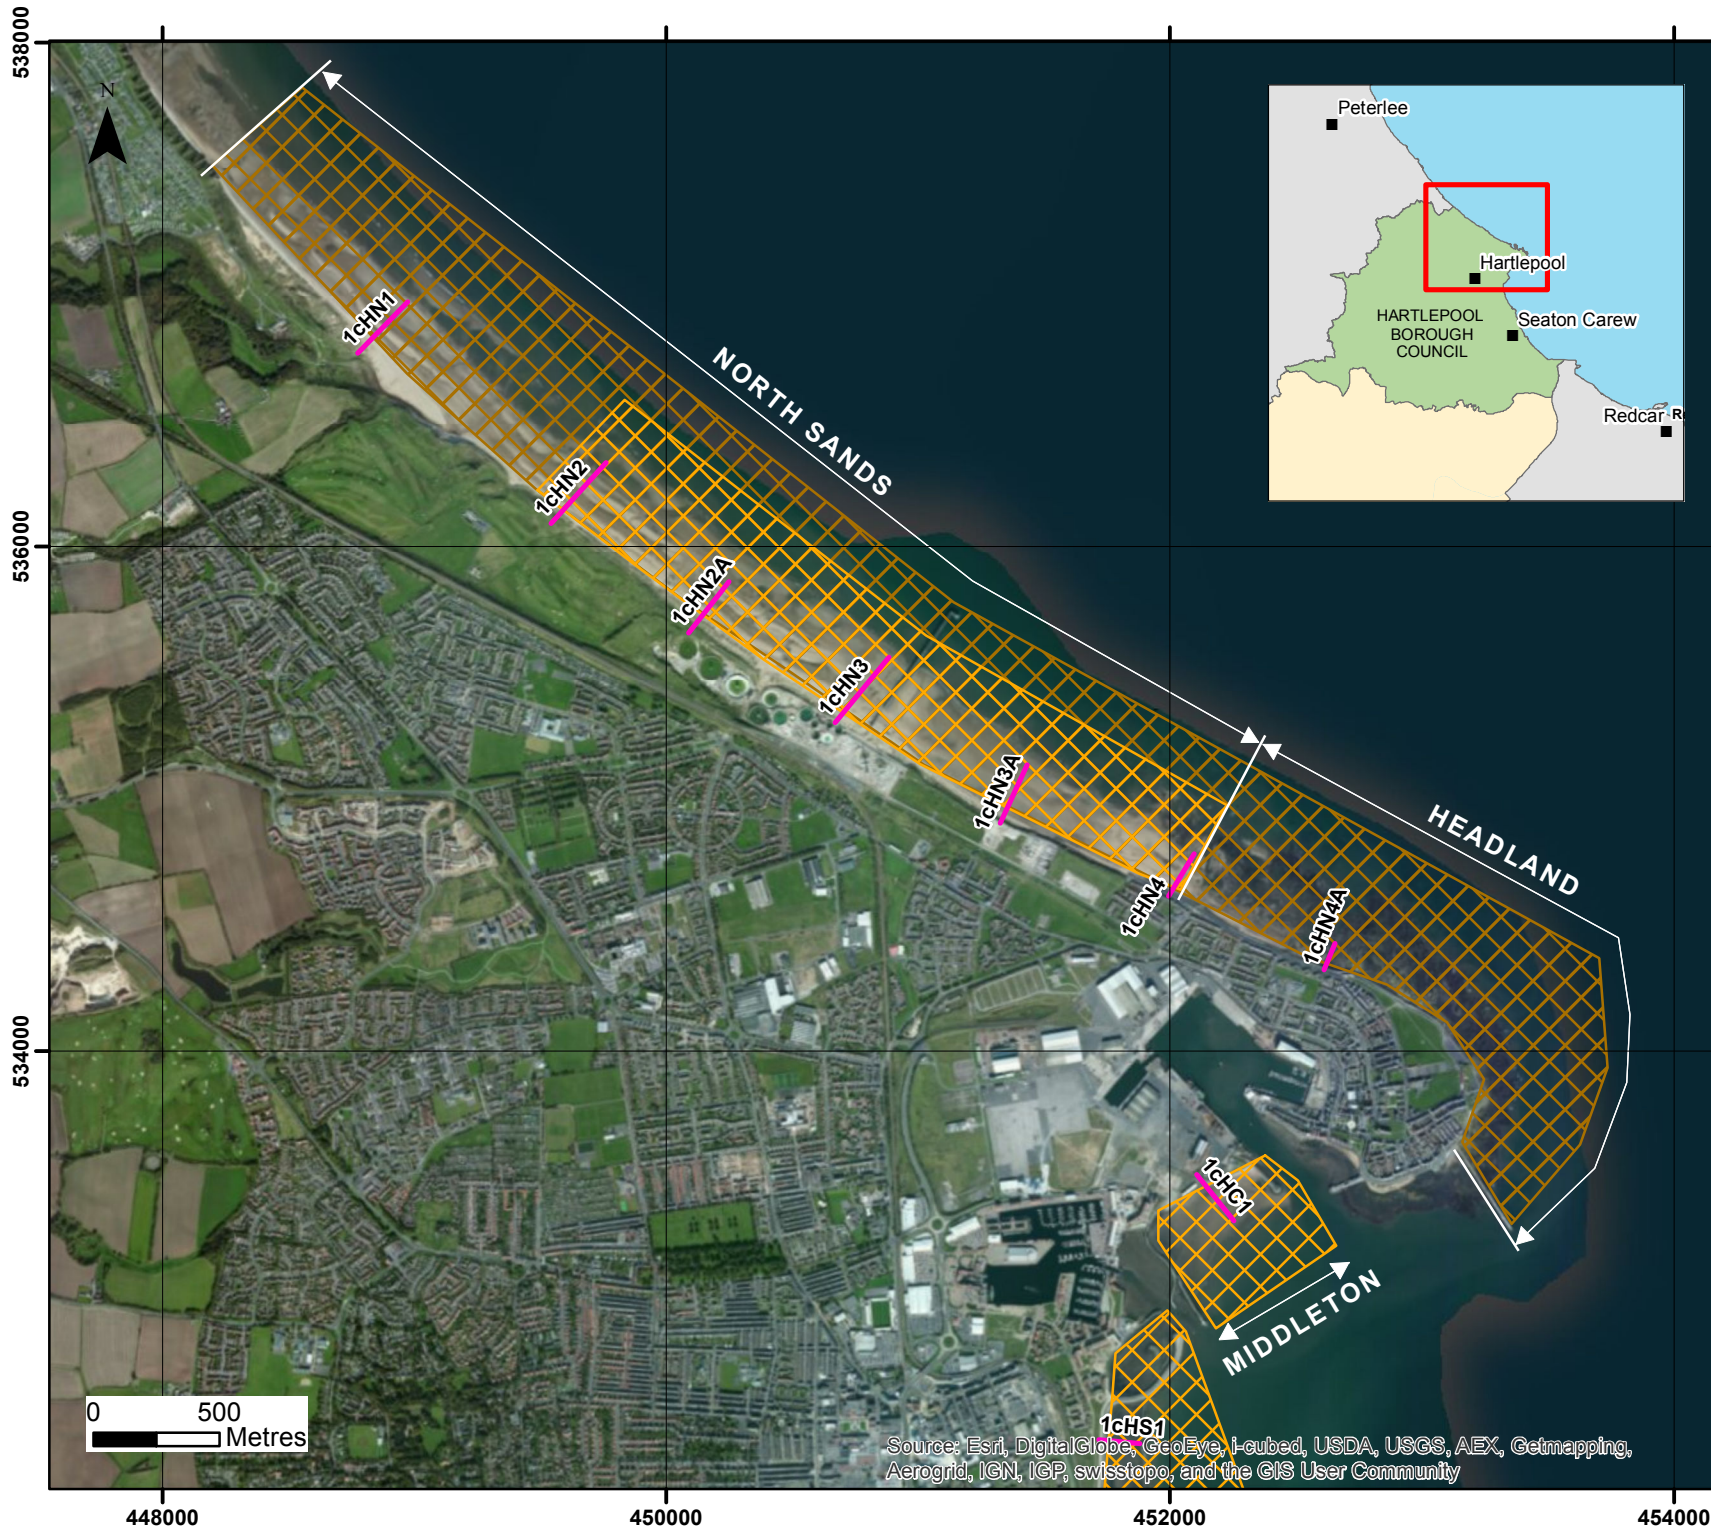 538000
536000
534000
448000
450000
452000
454000
N
1cHN1
1cHN2
1cHN2A
1cHN3
1cHN3A
1cHN4
1cHN4A
1cHC1
1cHS1
NORTH SANDS
HEADLAND
MIDDLETON
Peterlee
Hartlepool
HARTLEPOOL
BOROUGH
COUNCIL
Seaton Carew
Redcar
0 500
Metres
Source: Esri, DigitalGlobe, GeoEye, i-cubed, USDA, USGS, AEX, Getmapping,
Aerogrid, IGN, IGP, swisstopo, and the GIS User Community